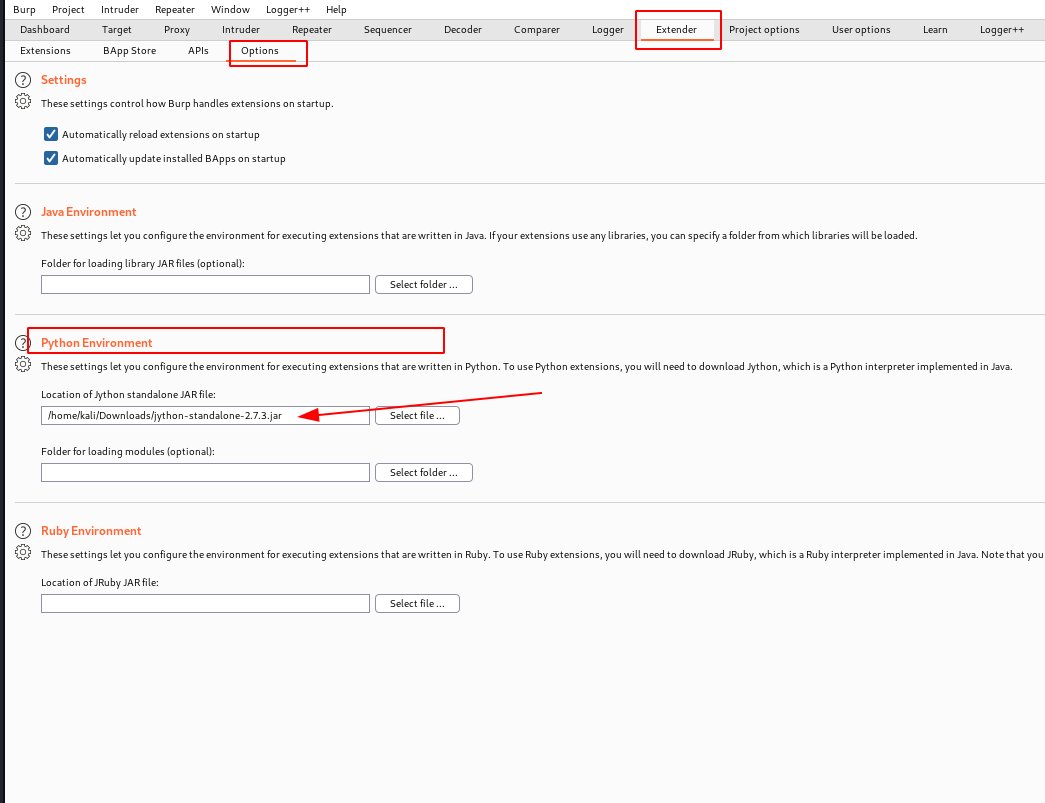 Burp Project Intruder Repeater Window Logger++ Help
Dashboard Target Proxy Intruder Repeater Sequencer Decoder Comparer Logger Extender Project options User options Learn Logger++
Extensions BApp Store APIs Options
? Settings
These settings control how Burp handles extensions on startup.
Automatically reload extensions on startup
Automatically update installed BApps on startup
? Java Environment
These settings let you configure the environment for executing extensions that are written in Java. If your extensions use any libraries, you can specify a folder from which libraries will be loaded.
Folder for loading library JAR files (optional):
Select folder ...
? Python Environment
These settings let you configure the environment for executing extensions that are written in Python. To use Python extensions, you will need to download Jython, which is a Python interpreter implemented in Java.
Location of Jython standalone JAR file:
/home/kali/Downloads/jython-standalone-2.7.3.jar Select file ...
Folder for loading modules (optional):
Select folder ...
? Ruby Environment
These settings let you configure the environment for executing extensions that are written in Ruby. To use Ruby extensions, you will need to download JRuby, which is a Ruby interpreter implemented in Java. Note that you
Location of JRuby JAR file:
Select file ...